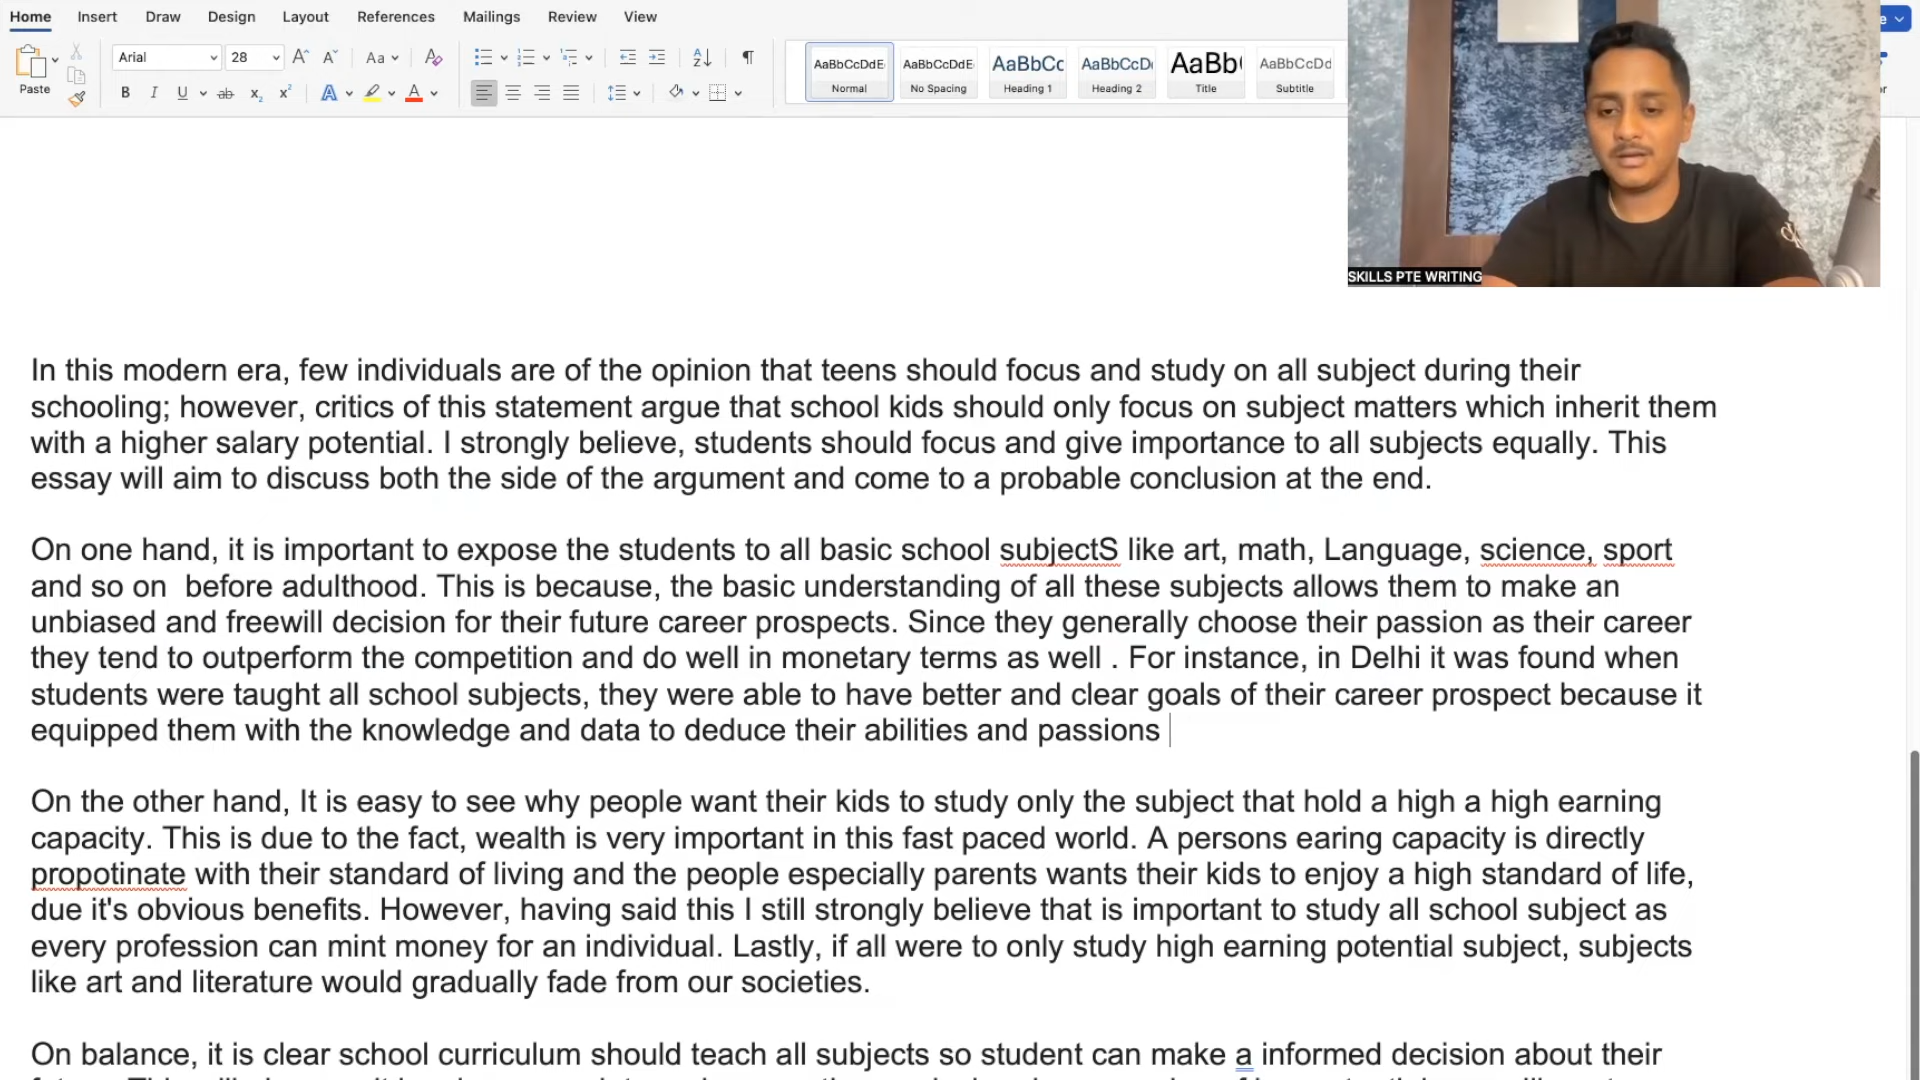 Home Insert Draw Design Layout References Mailings Review View
Arial 28
Paste
AaBbCcDdE AaBbCcDdE AaBbCc AaBbCcD AaBb AaBbCcDd
Normal No Spacing Heading 1 Heading 2 Title Subtitle
SKILLS PTE WRITING
In this modern era, few individuals are of the opinion that teens should focus and study on all subject during their
schooling; however, critics of this statement argue that school kids should only focus on subject matters which inherit them
with a higher salary potential. I strongly believe, students should focus and give importance to all subjects equally. This
essay will aim to discuss both the side of the argument and come to a probable conclusion at the end.
On one hand, it is important to expose the students to all basic school subjectS like art, math, Language, science, sport
and so on  before adulthood. This is because, the basic understanding of all these subjects allows them to make an
unbiased and freewill decision for their future career prospects. Since they generally choose their passion as their career
they tend to outperform the competition and do well in monetary terms as well . For instance, in Delhi it was found when
students were taught all school subjects, they were able to have better and clear goals of their career prospect because it
equipped them with the knowledge and data to deduce their abilities and passions
On the other hand, It is easy to see why people want their kids to study only the subject that hold a high a high earning
capacity. This is due to the fact, wealth is very important in this fast paced world. A persons earing capacity is directly
propotinate with their standard of living and the people especially parents wants their kids to enjoy a high standard of life,
due it's obvious benefits. However, having said this I still strongly believe that is important to study all school subject as
every profession can mint money for an individual. Lastly, if all were to only study high earning potential subject, subjects
like art and literature would gradually fade from our societies.
On balance, it is clear school curriculum should teach all subjects so student can make a informed decision about their